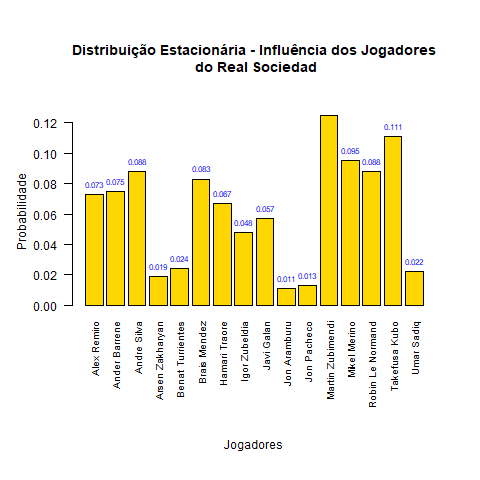 Distribuição Estacionária - Influência dos Jogadores
do Real Sociedad
Probabilidade
0.12
0.10
0.08
0.06
0.04
0.02
0.00
0.073
0.075
0.088
0.019
0.024
0.083
0.067
0.048
0.057
0.011
0.013
0.095
0.088
0.111
0.022
Alex Remiro
Ander Barrene
Andre Silva
Arsen Zakharyan
Benat Turrientes
Brais Mendez
Hamari Traore
Igor Zubeldia
Javi Galan
Jon Aramburu
Jon Pacheco
Martin Zubimendi
Mikel Merino
Robin Le Normand
Takefusa Kubo
Umar Sadiq
Jogadores